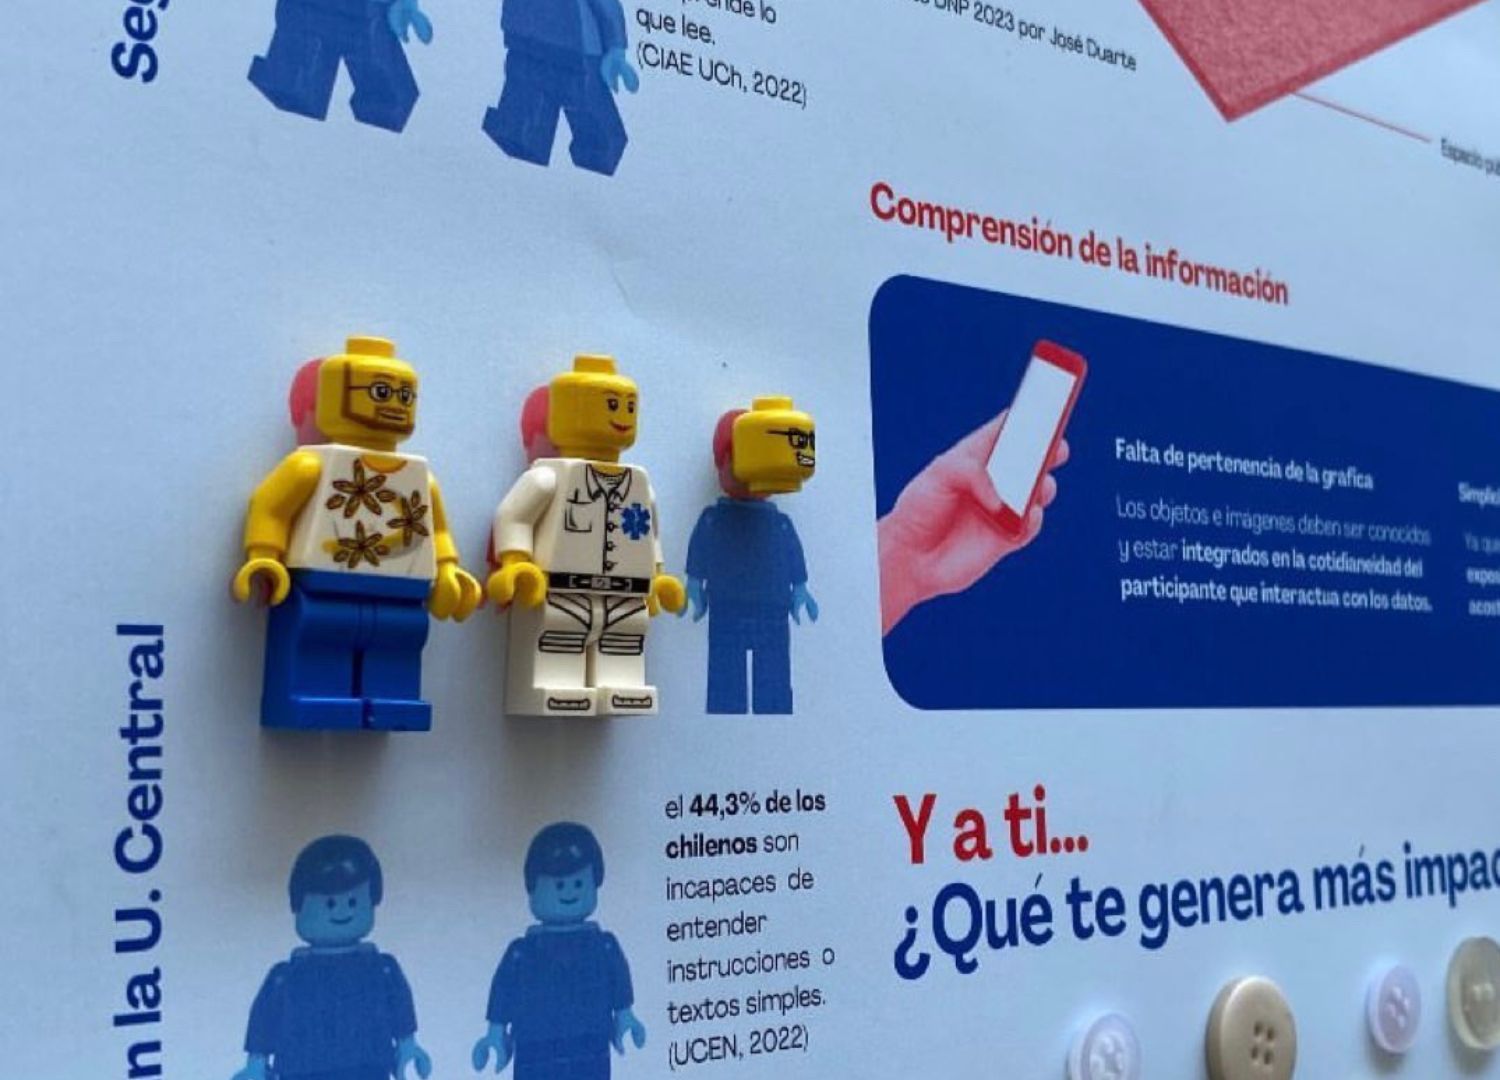 que lee.
(CIAE UCh, 2022)
UNP 2023 por José Duarte
Comprensión de la información
Falta de pertenencia de la grafica
Los objetos e imágenes deben ser conocidos
y estar integrados en la cotidianeidad del
participante que interactua con los datos.
la U. Central
el 44,3% de los
chilenos son
incapaces de
entender
instrucciones o
textos simples.
(UCEN, 2022)
Y a ti...
¿Qué te genera más